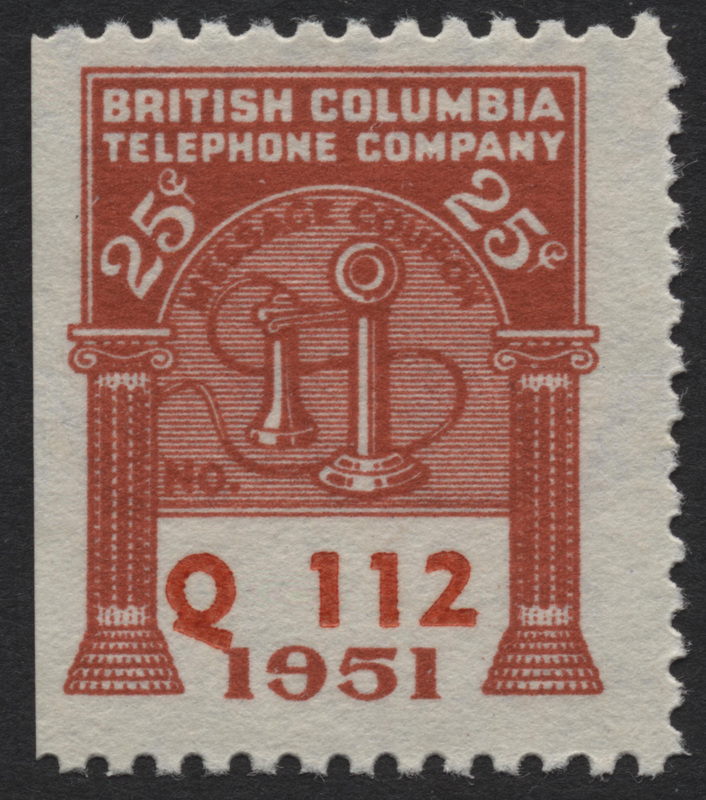 BRITISH COLUMBIA
TELEPHONE COMPANY
25¢ 25¢
MESSAGE COUPON
NO.
Q 112
1951